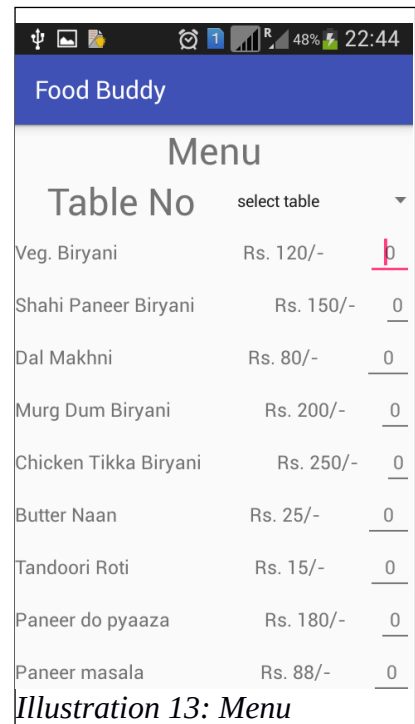 1 R 48% 22:44
Food Buddy
Menu
Table No select table
Veg. Biryani Rs. 120/- 0
Shahi Paneer Biryani Rs. 150/- 0
Dal Makhni Rs. 80/- 0
Murg Dum Biryani Rs. 200/- 0
Chicken Tikka Biryani Rs. 250/- 0
Butter Naan Rs. 25/- 0
Tandoori Roti Rs. 15/- 0
Paneer do pyaaza Rs. 180/- 0
Paneer masala Rs. 88/- 0
Illustration 13: Menu